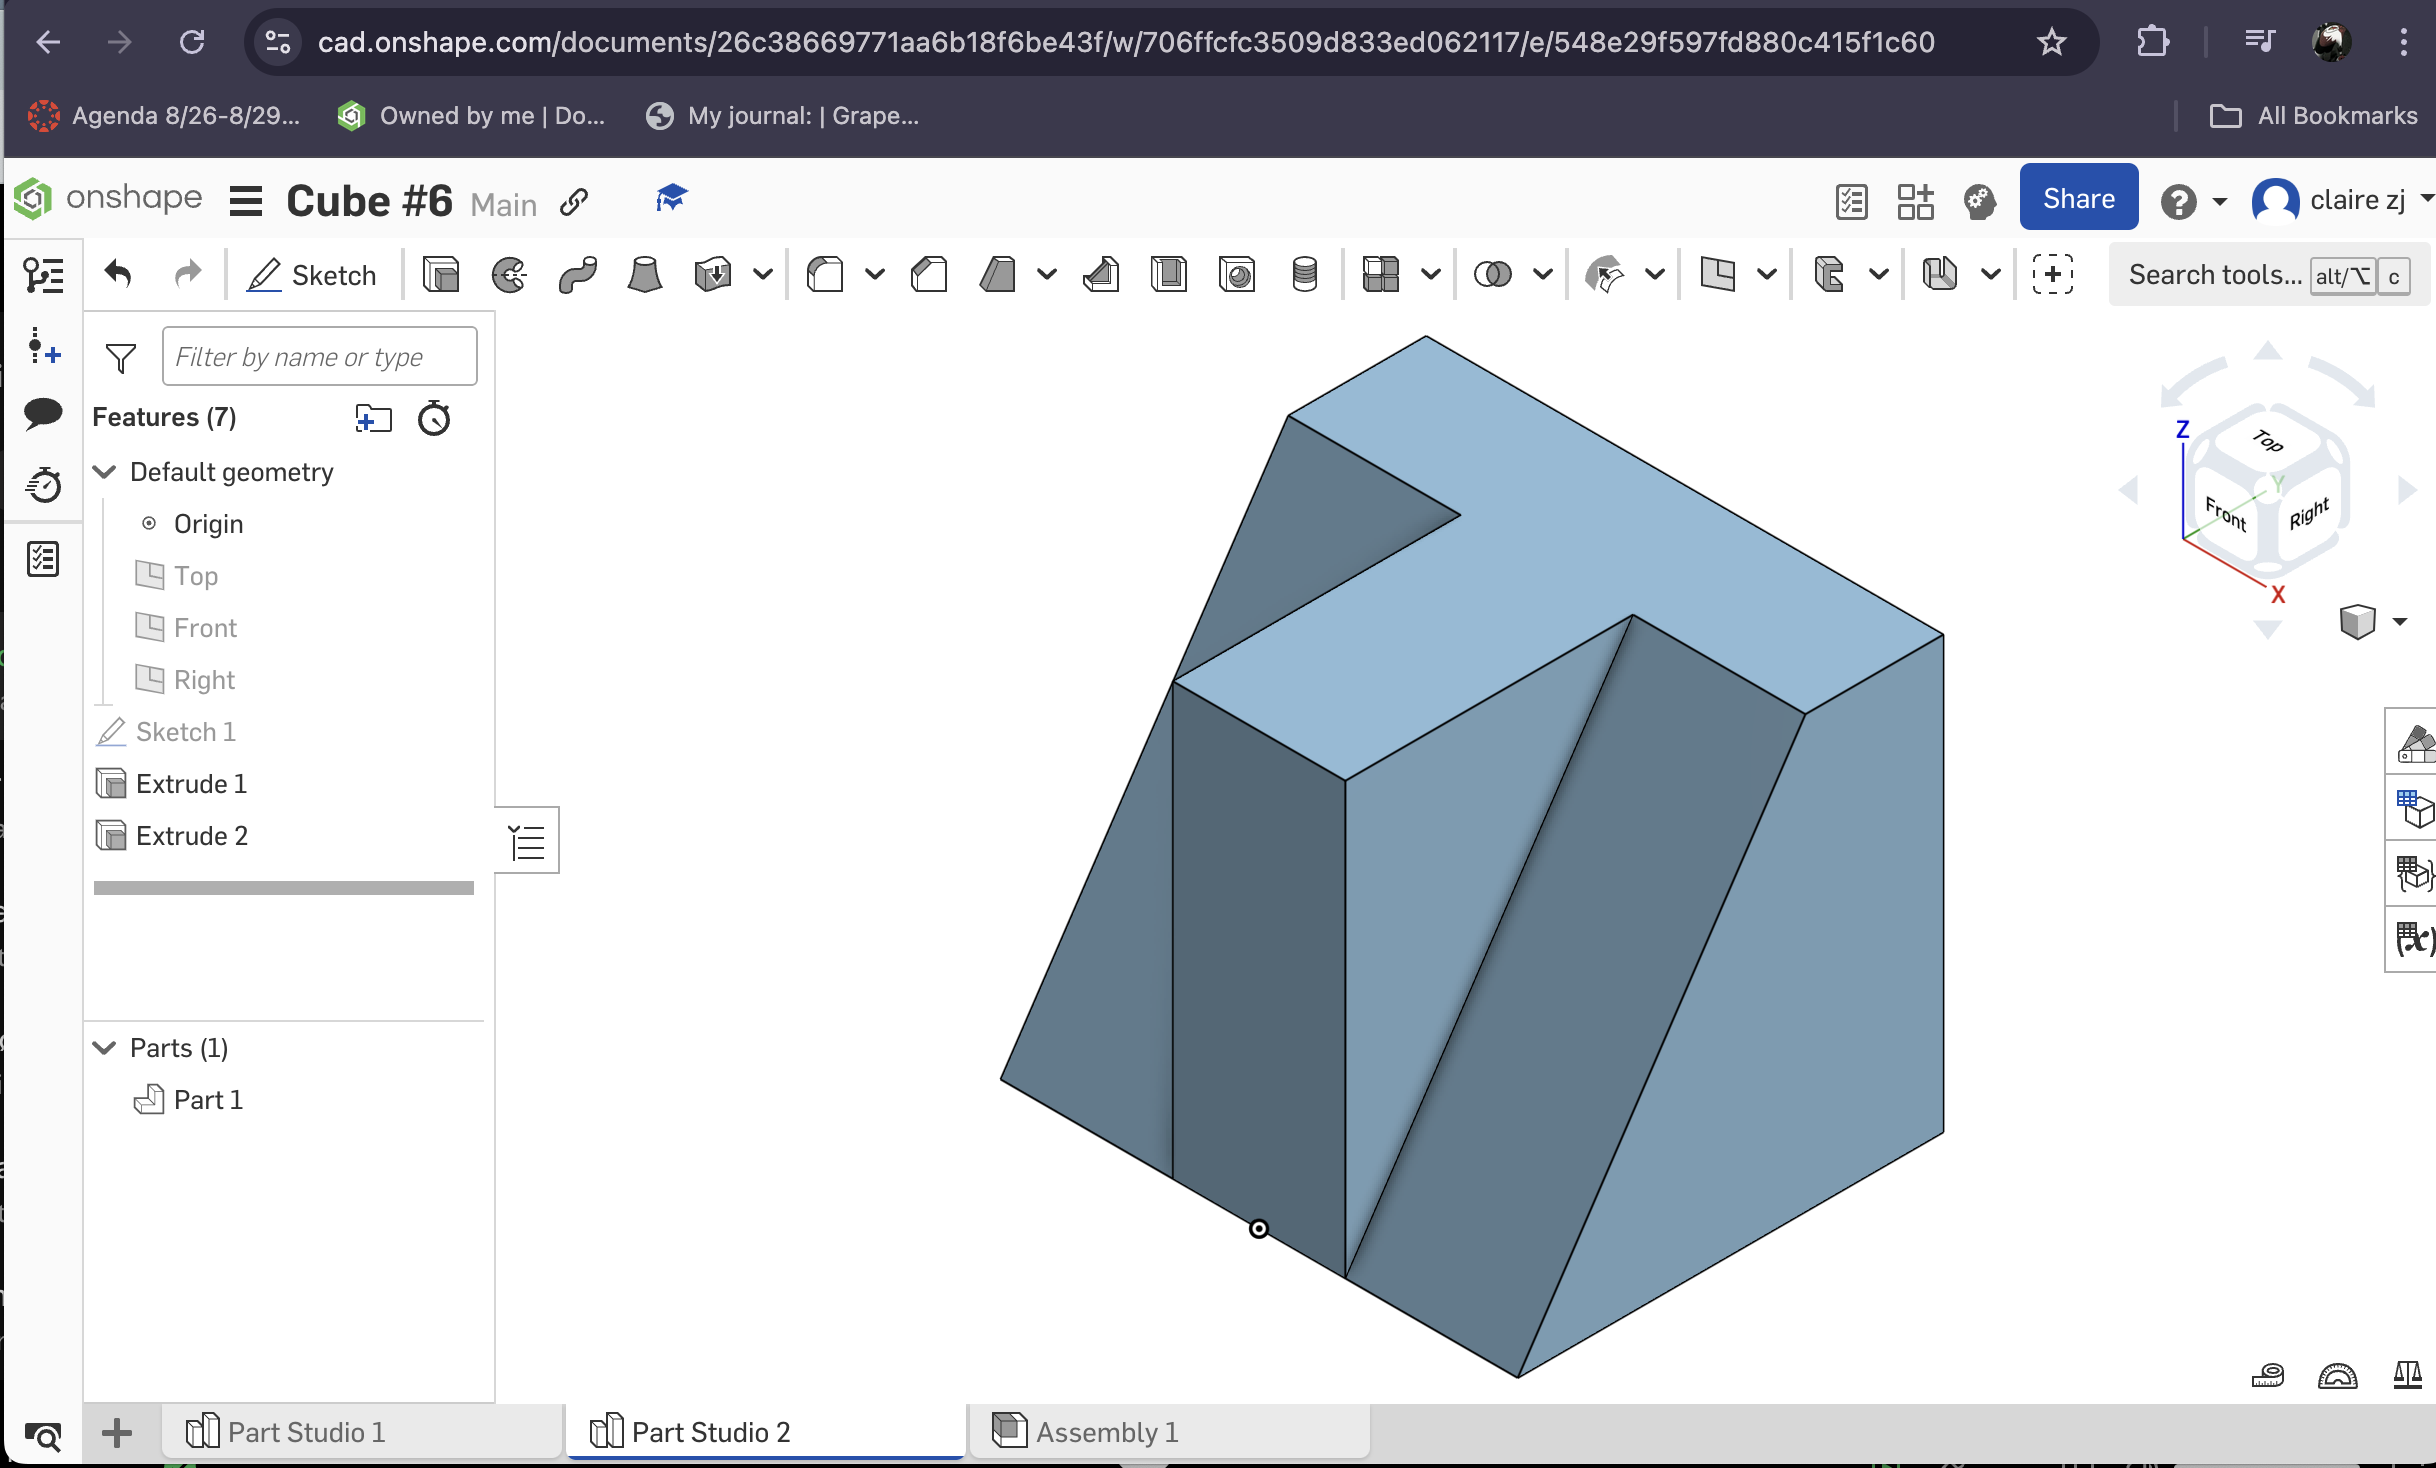 cad.onshape.com/documents/26c38669771aa6b18f6be43f/w/706ffcfc3509d833ed062117/e/548e29f597fd880c415f1c60
Agenda 8/26-8/29... Owned by me | Do... My journal: | Grape... All Bookmarks
onshape Cube #6 Main Share claire zj
Sketch Search tools... alt/⌥ c
Filter by name or type
Features (7)
Default geometry
Origin
Top
Front
Right
Sketch 1
Extrude 1
Extrude 2
Parts (1)
Part 1
Z
Top
Y
Front Right
X
(x)
Part Studio 1 Part Studio 2 Assembly 1